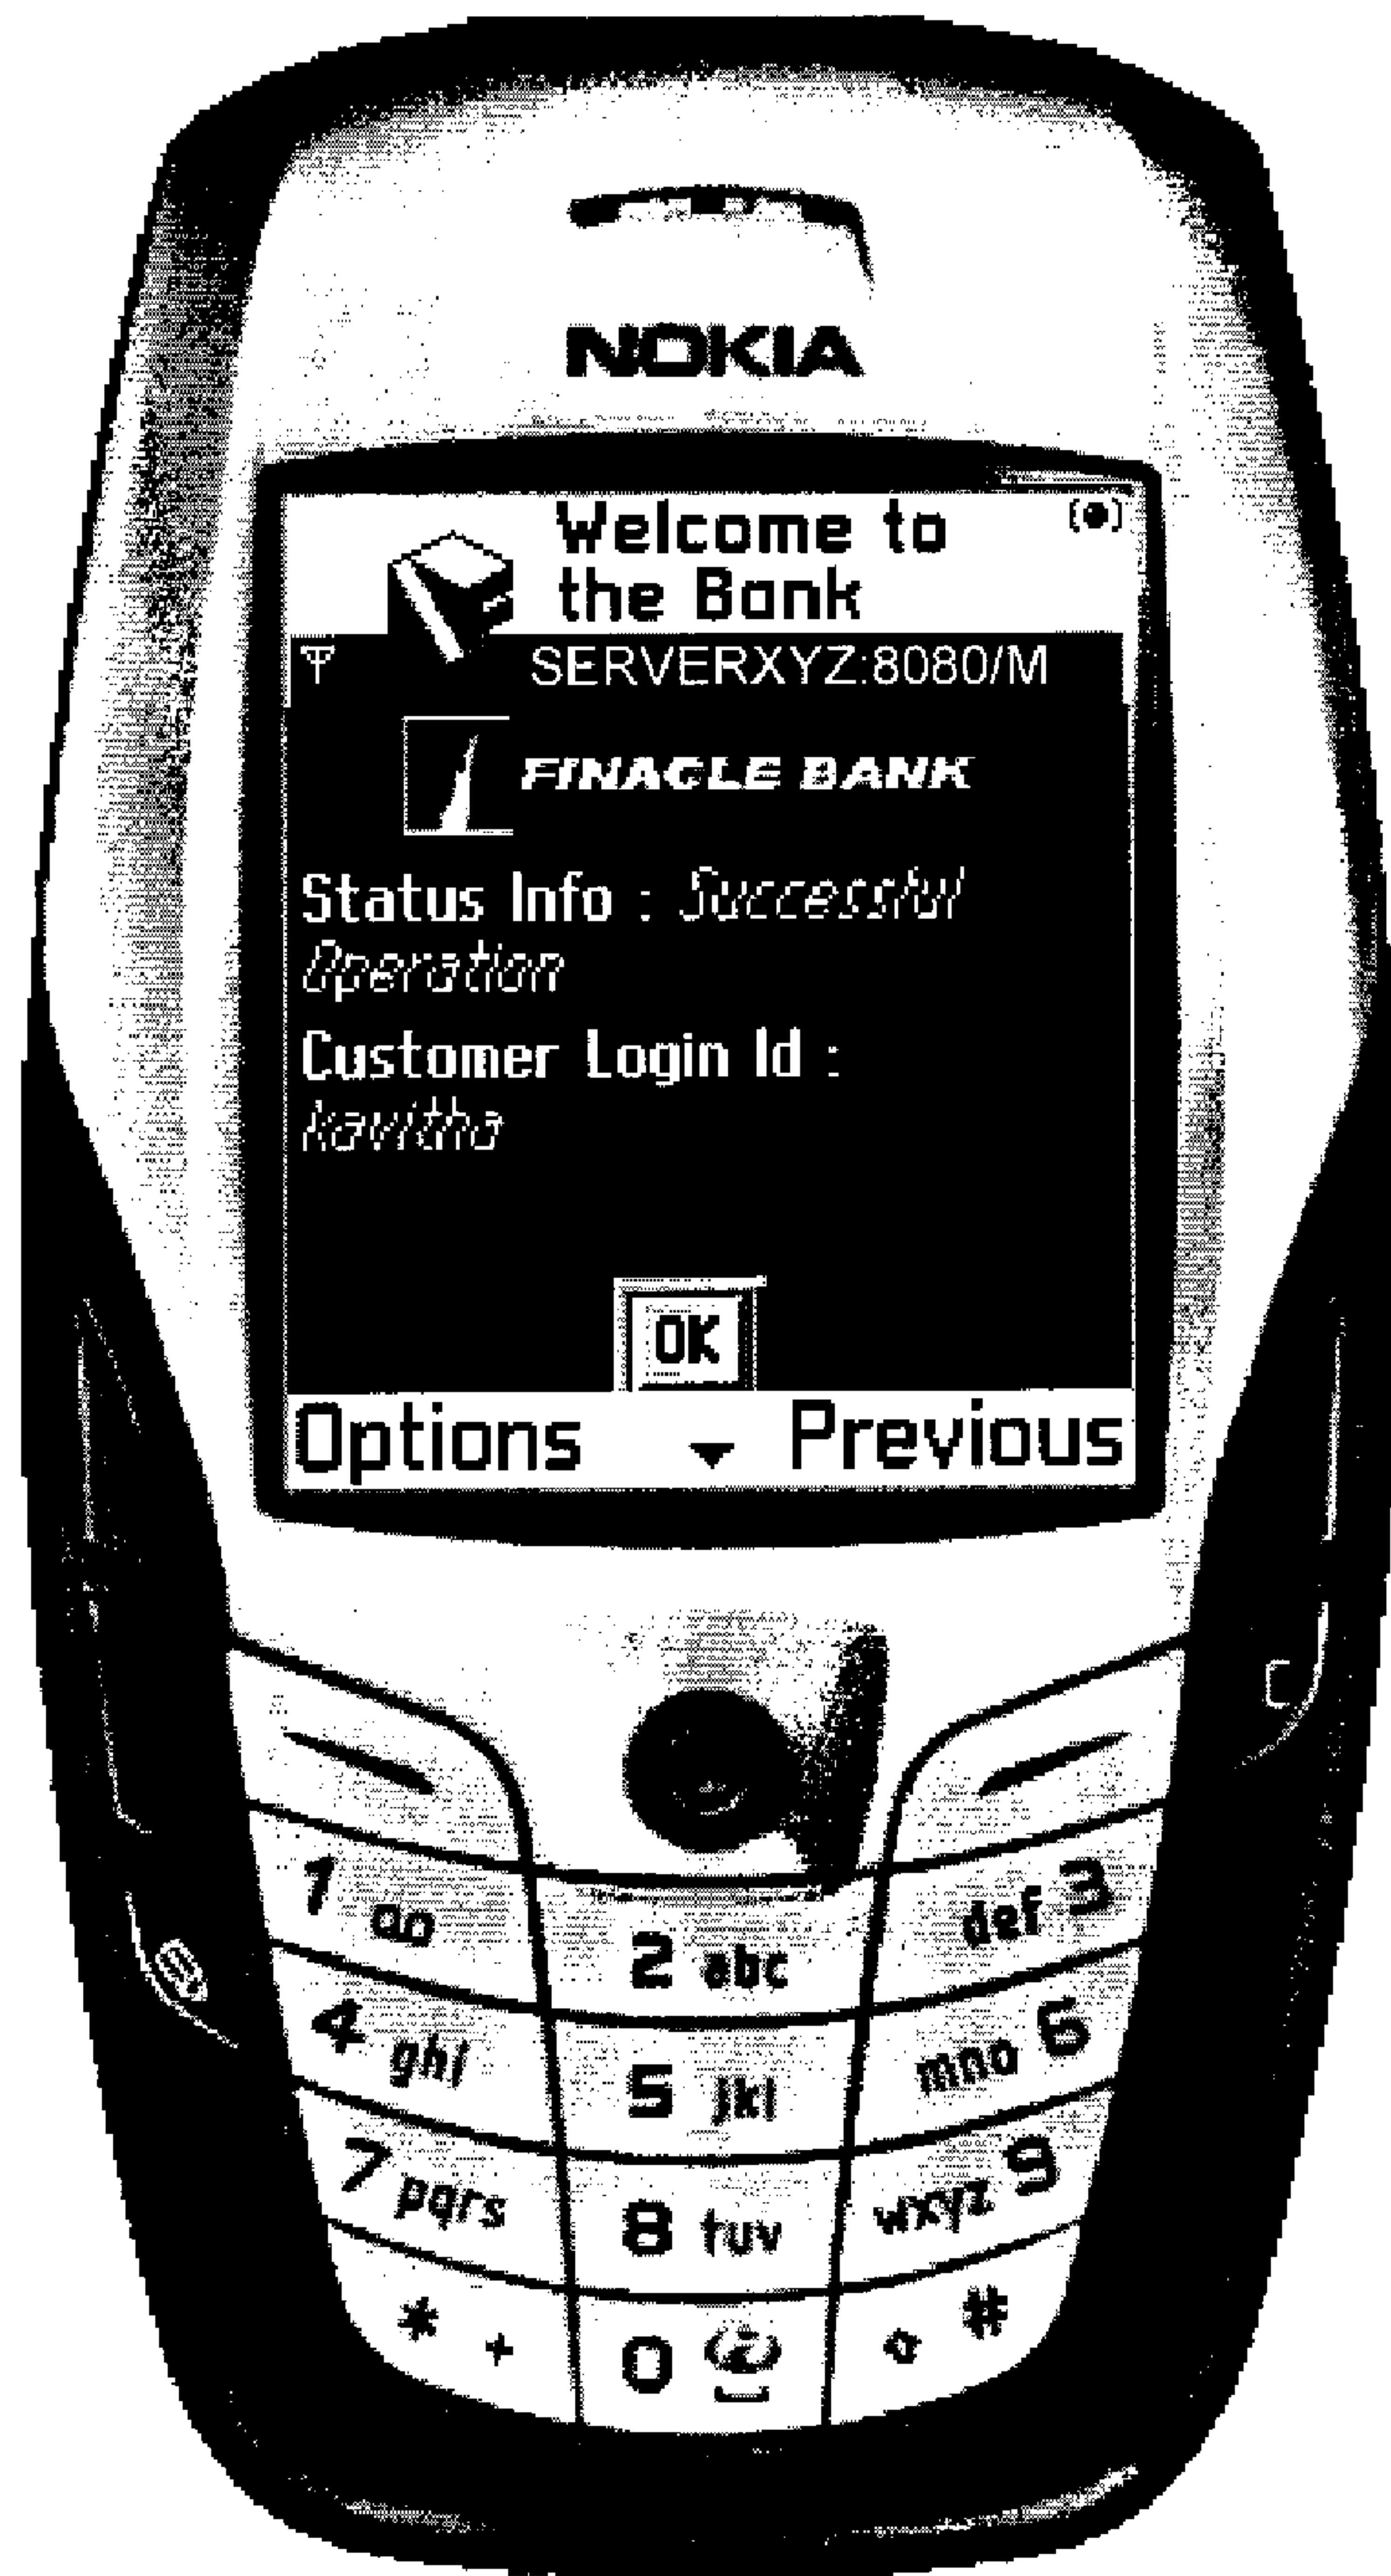 NOKIA
Welcome to
the Bank
SERVERXYZ:8080/M
FINACLE BANK
Status Info : Successful
Operation
Customer Login Id :
kavitha
OK
Options Previous
1 def 3
2 abc
4 ghi mno 6
5 jkl
7 pqrs wxyz 9
8 tuv
* + #
0